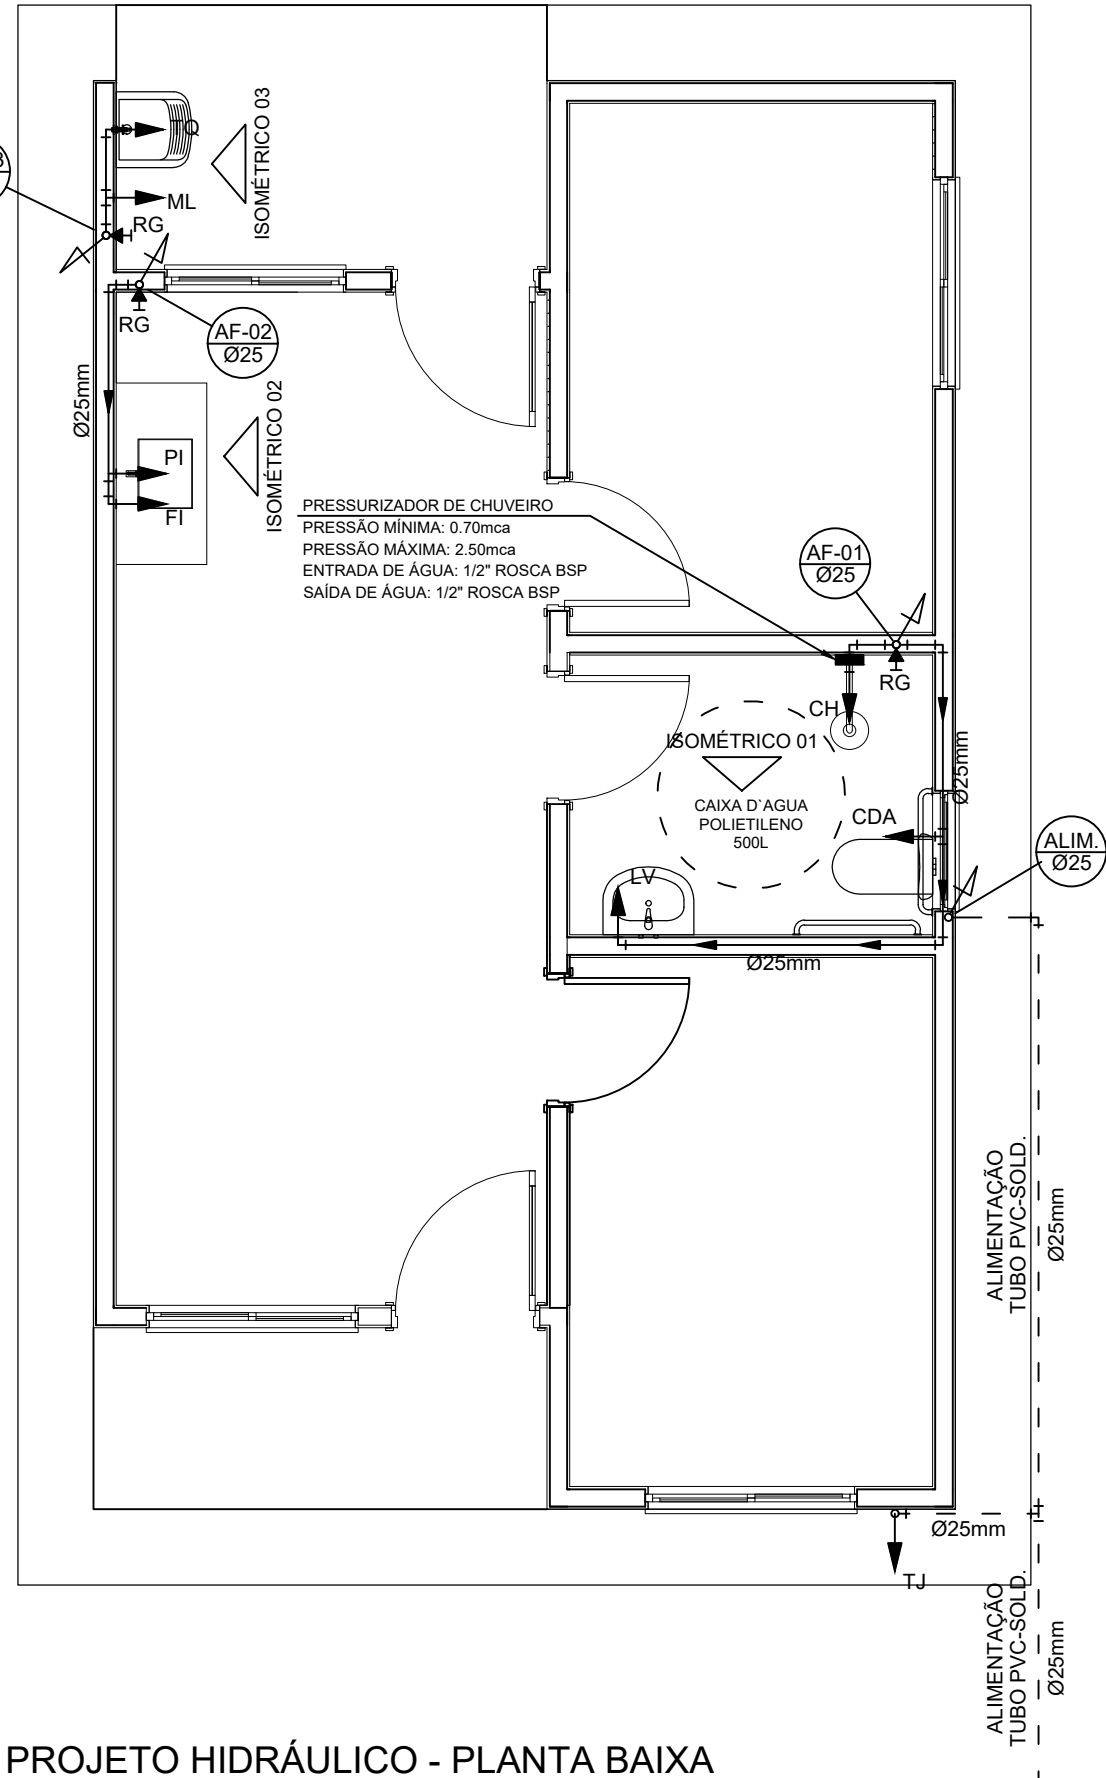 TQ
ISOMÉTRICO 03
ML
RG
RG
AF-02
Ø25
Ø25mm
ISOMÉTRICO 02
PI
FI
PRESSURIZADOR DE CHUVEIRO
PRESSÃO MÍNIMA: 0.70mca
PRESSÃO MÁXIMA: 2.50mca
ENTRADA DE ÁGUA: 1/2" ROSCA BSP
SAÍDA DE ÁGUA: 1/2" ROSCA BSP
AF-01
Ø25
RG
CH
ISOMÉTRICO 01
Ø25mm
CAIXA D`AGUA
POLIETILENO
500L
CDA
ALIM.
Ø25
LV
Ø25mm
ALIMENTAÇÃO
TUBO PVC-SOLD.
Ø25mm
Ø25mm
TJ
ALIMENTAÇÃO
TUBO PVC-SOLD.
Ø25mm
PROJETO HIDRÁULICO - PLANTA BAIXA